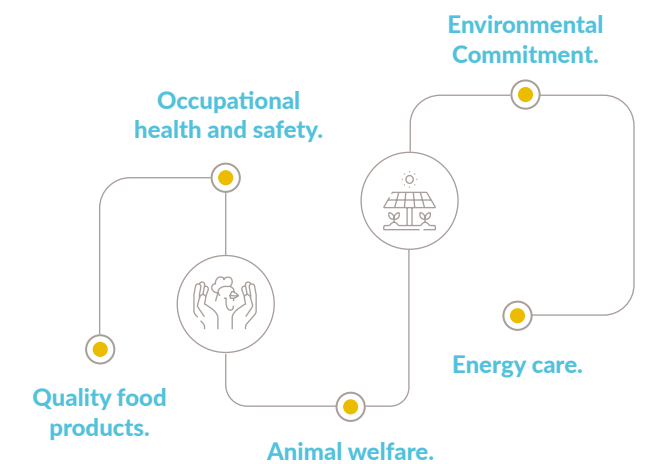 Environmental
Commitment.
Occupational
health and safety.
Energy care.
Quality food
products.
Animal welfare.